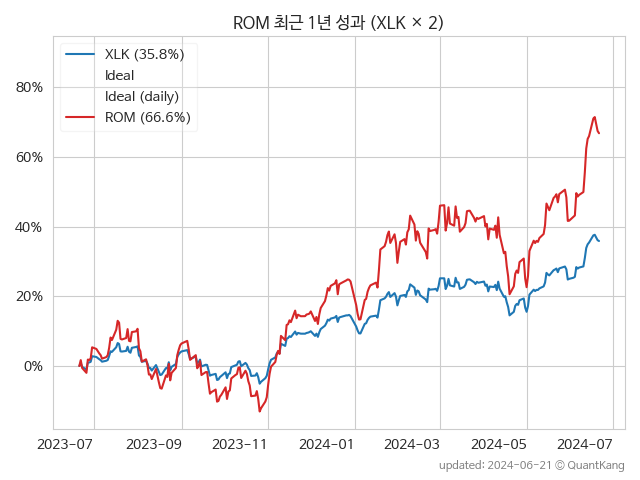 ROM 최근 1년 성과 (XLK × 2)
XLK (35.8%)
Ideal
Ideal (daily)
ROM (66.6%)
80%
60%
40%
20%
0%
2023-07 2023-09 2023-11 2024-01 2024-03 2024-05 2024-07
updated: 2024-06-21 © QuantKang